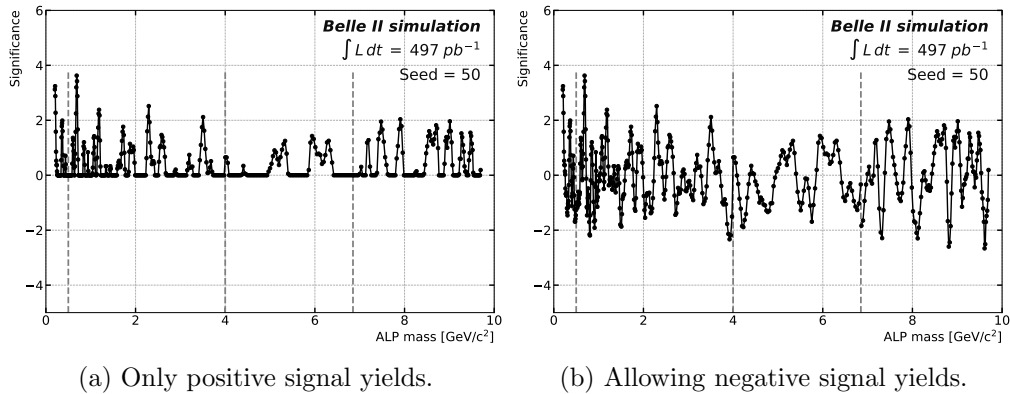 6
4
2
0
−2
−4
Significance
Belle II simulation
∫ L dt = 497 pb⁻¹
Seed = 50
0 2 4 6 8 10
ALP mass [GeV/c²]
(a) Only positive signal yields.
6
4
2
0
−2
−4
Significance
Belle II simulation
∫ L dt = 497 pb⁻¹
Seed = 50
0 2 4 6 8 10
ALP mass [GeV/c²]
(b) Allowing negative signal yields.